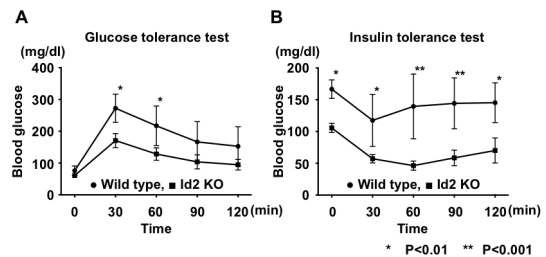 A
Glucose tolerance test
(mg/dl)
400
300
200
100
0
Blood glucose
* *
Wild type, Id2 KO
0 30 60 90 120 (min)
Time
B
Insulin tolerance test
(mg/dl)
200
150
100
50
0
Blood glucose
* * ** ** *
Wild type, Id2 KO
0 30 60 90 120 (min)
Time
* P<0.01 ** P<0.001